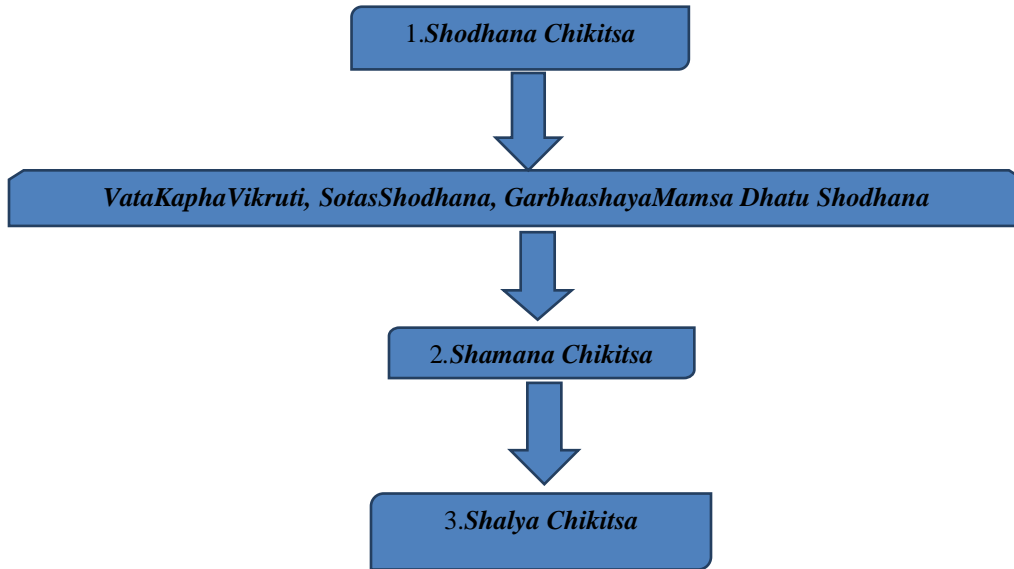 1.Shodhana Chikitsa
VataKaphaVikruti, SotasShodhana, GarbhashayaMamsa Dhatu Shodhana
2.Shamana Chikitsa
3.Shalya Chikitsa